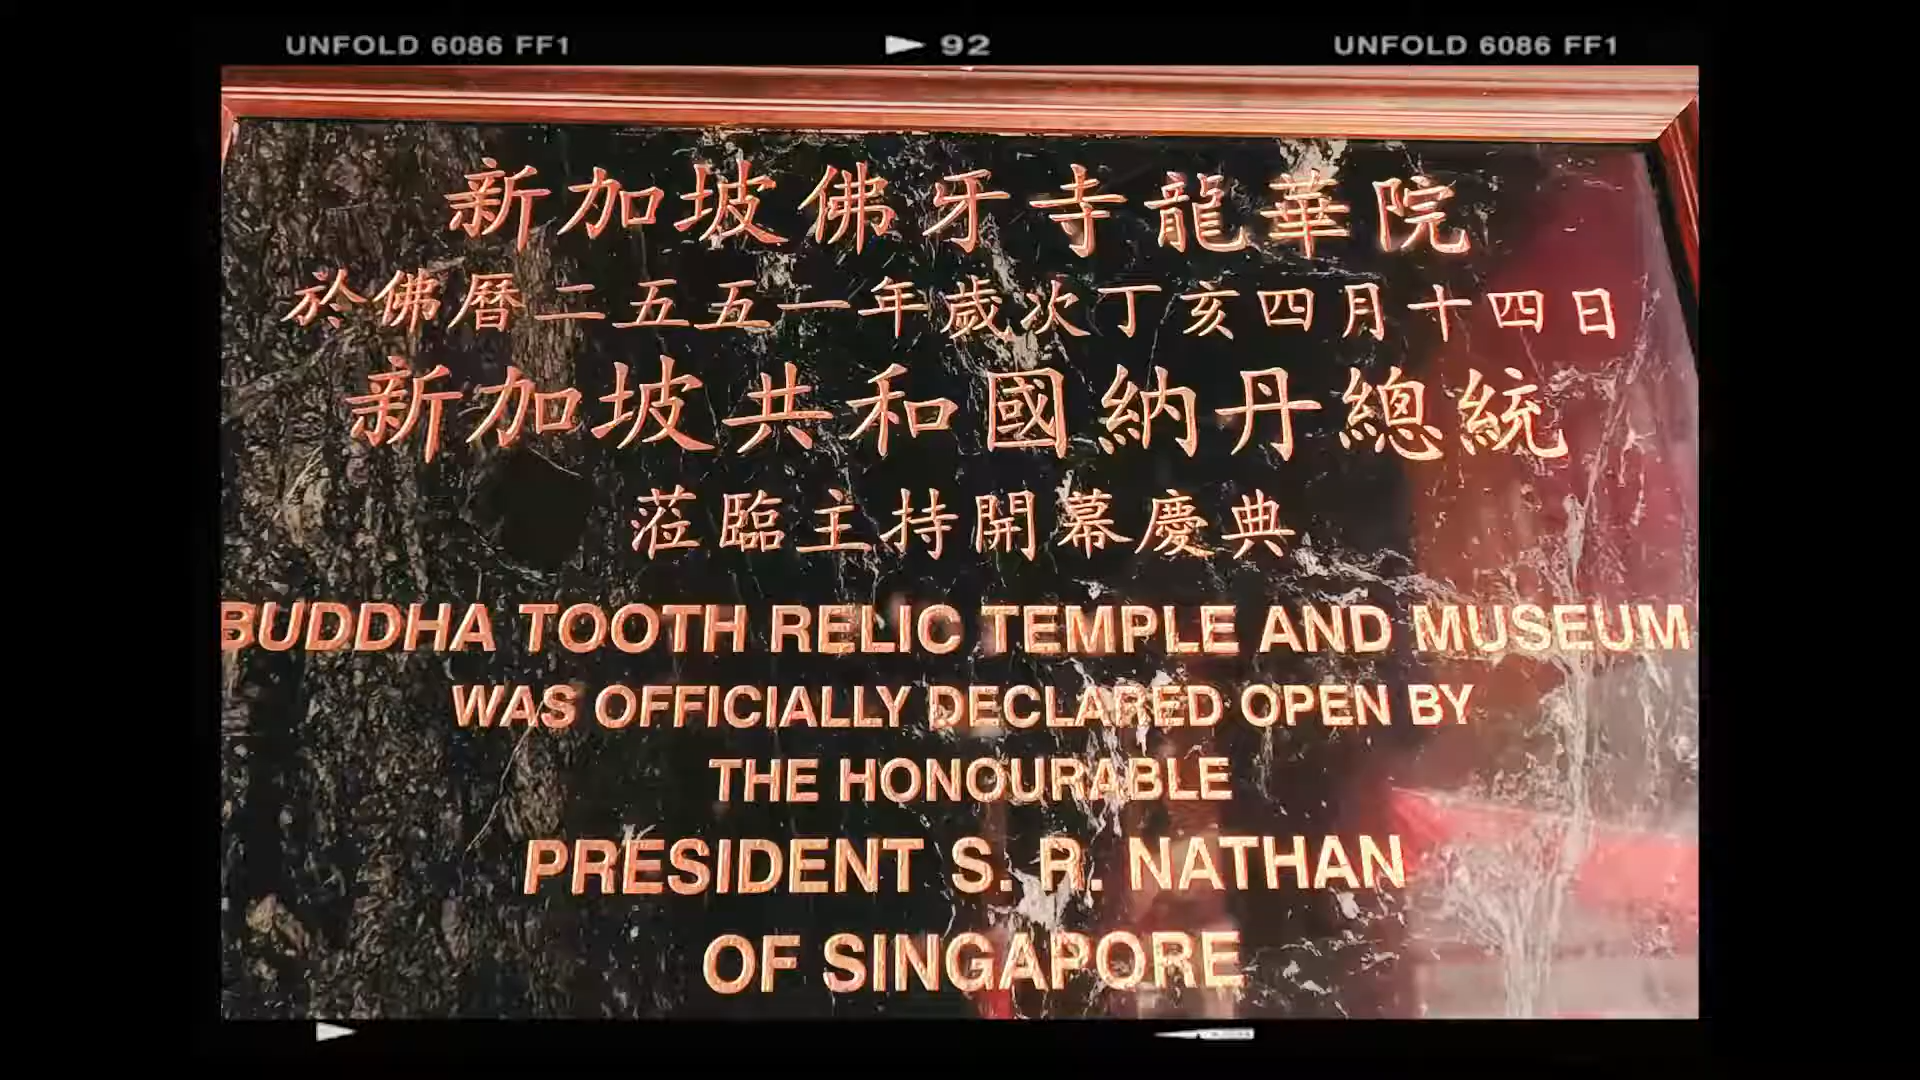 UNFOLD 6086 FF1 92 UNFOLD 6086 FF1
新加坡佛牙寺龍華院
於佛曆二五五一年歲次丁亥四月十四日
新加坡共和國納丹總統
蒞臨主持開幕慶典
BUDDHA TOOTH RELIC TEMPLE AND MUSEUM
WAS OFFICIALLY DECLARED OPEN BY
THE HONOURABLE
PRESIDENT S. R. NATHAN
OF SINGAPORE